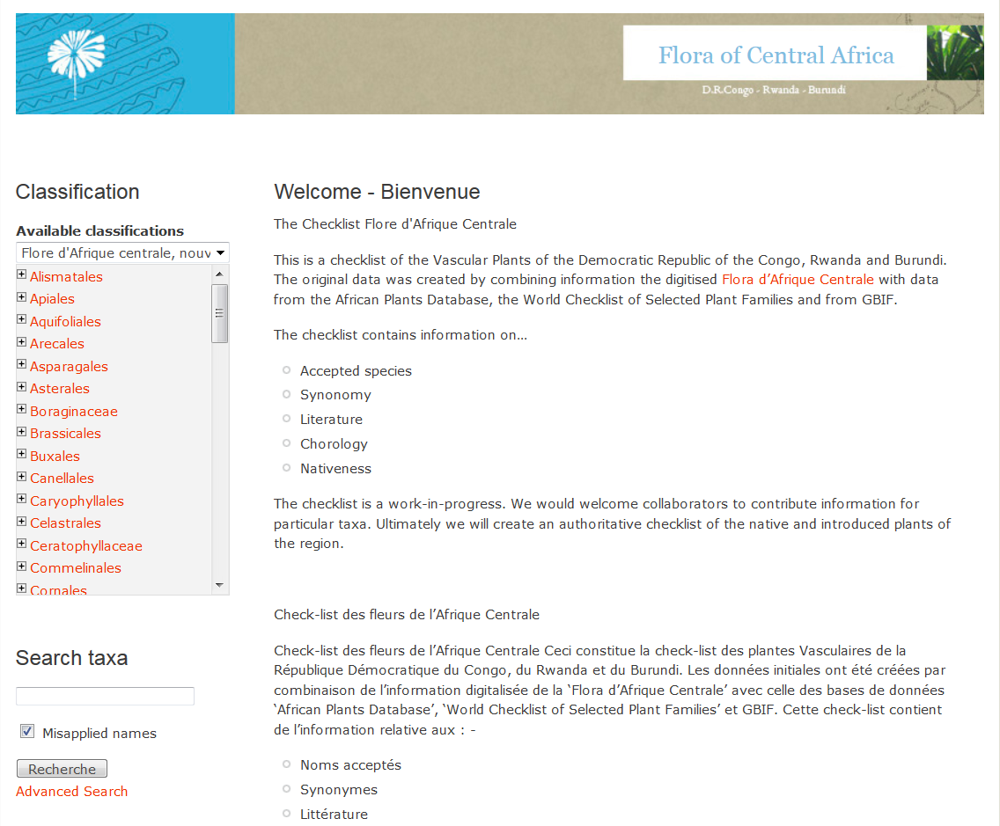 Flora of Central Africa
D.R.Congo - Rwanda - Burundi
Classification
Available classifications
Flore d'Afrique centrale, nouv
Alismatales
Apiales
Aquifoliales
Arecales
Asparagales
Asterales
Boraginaceae
Brassicales
Buxales
Canellales
Caryophyllales
Celastrales
Ceratophyllaceae
Commelinales
Cornales
Search taxa
Misapplied names
Recherche
Advanced Search
Welcome - Bienvenue
The Checklist Flore d'Afrique Centrale
This is a checklist of the Vascular Plants of the Democratic Republic of the Congo, Rwanda and Burundi.
The original data was created by combining information the digitised Flora d’Afrique Centrale with data
from the African Plants Database, the World Checklist of Selected Plant Families and from GBIF.
The checklist contains information on...
Accepted species
Synonomy
Literature
Chorology
Nativeness
The checklist is a work-in-progress. We would welcome collaborators to contribute information for
particular taxa. Ultimately we will create an authoritative checklist of the native and introduced plants of
the region.
Check-list des fleurs de l’Afrique Centrale
Check-list des fleurs de l’Afrique Centrale Ceci constitue la check-list des plantes Vasculaires de la
République Démocratique du Congo, du Rwanda et du Burundi. Les données initiales ont été créées par
combinaison de l’information digitalisée de la ‘Flora d’Afrique Centrale’ avec celle des bases de données
‘African Plants Database’, ‘World Checklist of Selected Plant Families’ et GBIF. Cette check-list contient
de l’information relative aux : -
Noms acceptés
Synonymes
Littérature